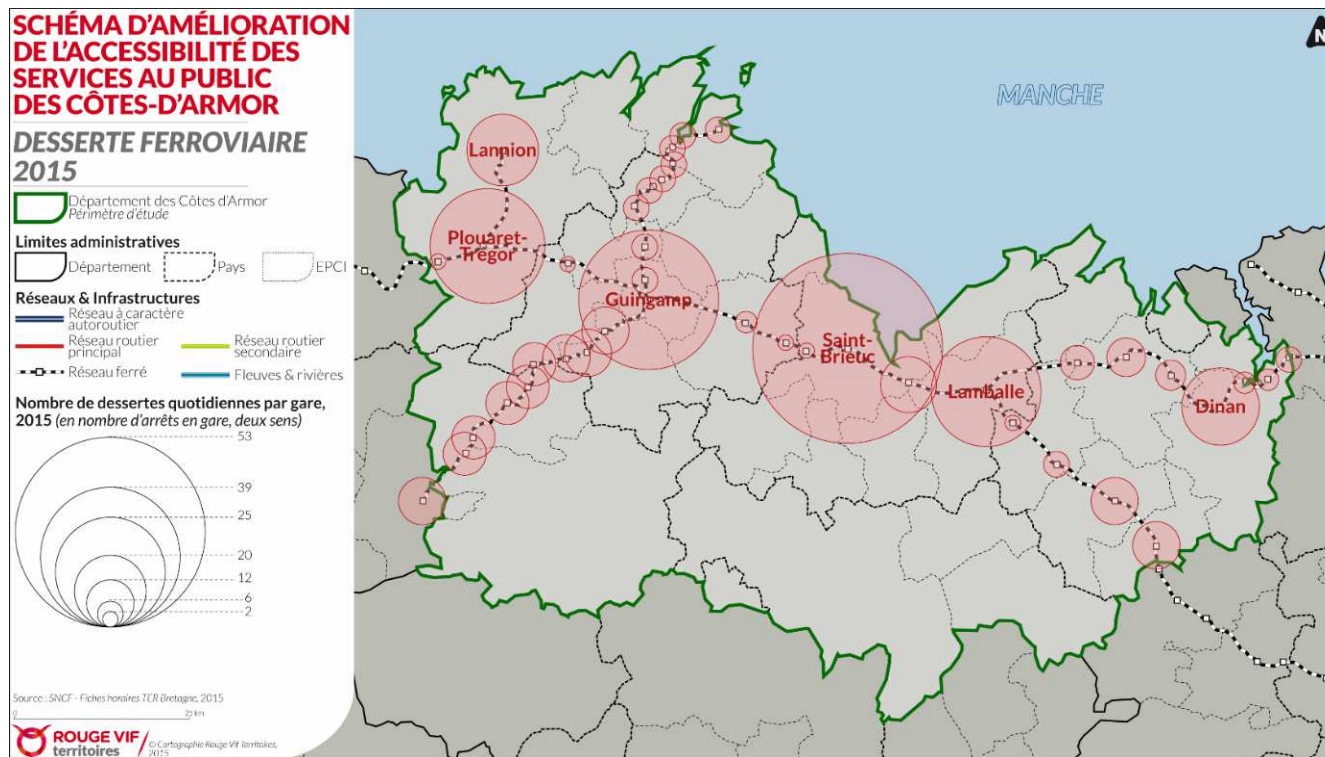 SCHÉMA D'AMÉLIORATION
DE L'ACCESSIBILITÉ DES
SERVICES AU PUBLIC
DES CÔTES-D'ARMOR
DESSERTE FERROVIAIRE
2015
Département des Côtes d'Armor
Périmètre d'étude
Limites administratives
Département
Pays
EPCI
Réseaux & Infrastructures
Réseau à caractère
autoroutier
Réseau routier
principal
Réseau routier
secondaire
Réseau ferré
Fleuves & rivières
Nombre de dessertes quotidiennes par gare,
2015 (en nombre d'arrêts en gare, deux sens)
53
39
25
20
12
6
2
Source : SNCF - Fiches horaires TER Bretagne, 2015
0
25 km
ROUGE VIF
territoires
© Cartographie Rouge Vif Territoires,
2015
N
MANCHE
Lannion
Plouaret-
Trégor
Guingamp
Saint-
Brieuc
Lamballe
Dinan